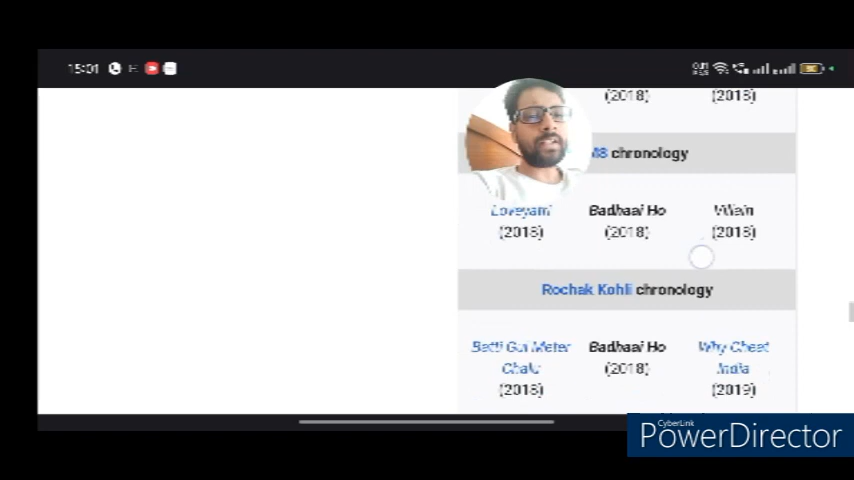 15:01
(2018) (2018)
M8 chronology
Loveyatri Badhaai Ho Villain
(2018) (2018) (2018)
Rochak Kohli chronology
Batti Gul Meter Badhaai Ho Why Cheat
Chalu (2018) India
(2018) (2019)
CyberLink
PowerDirector